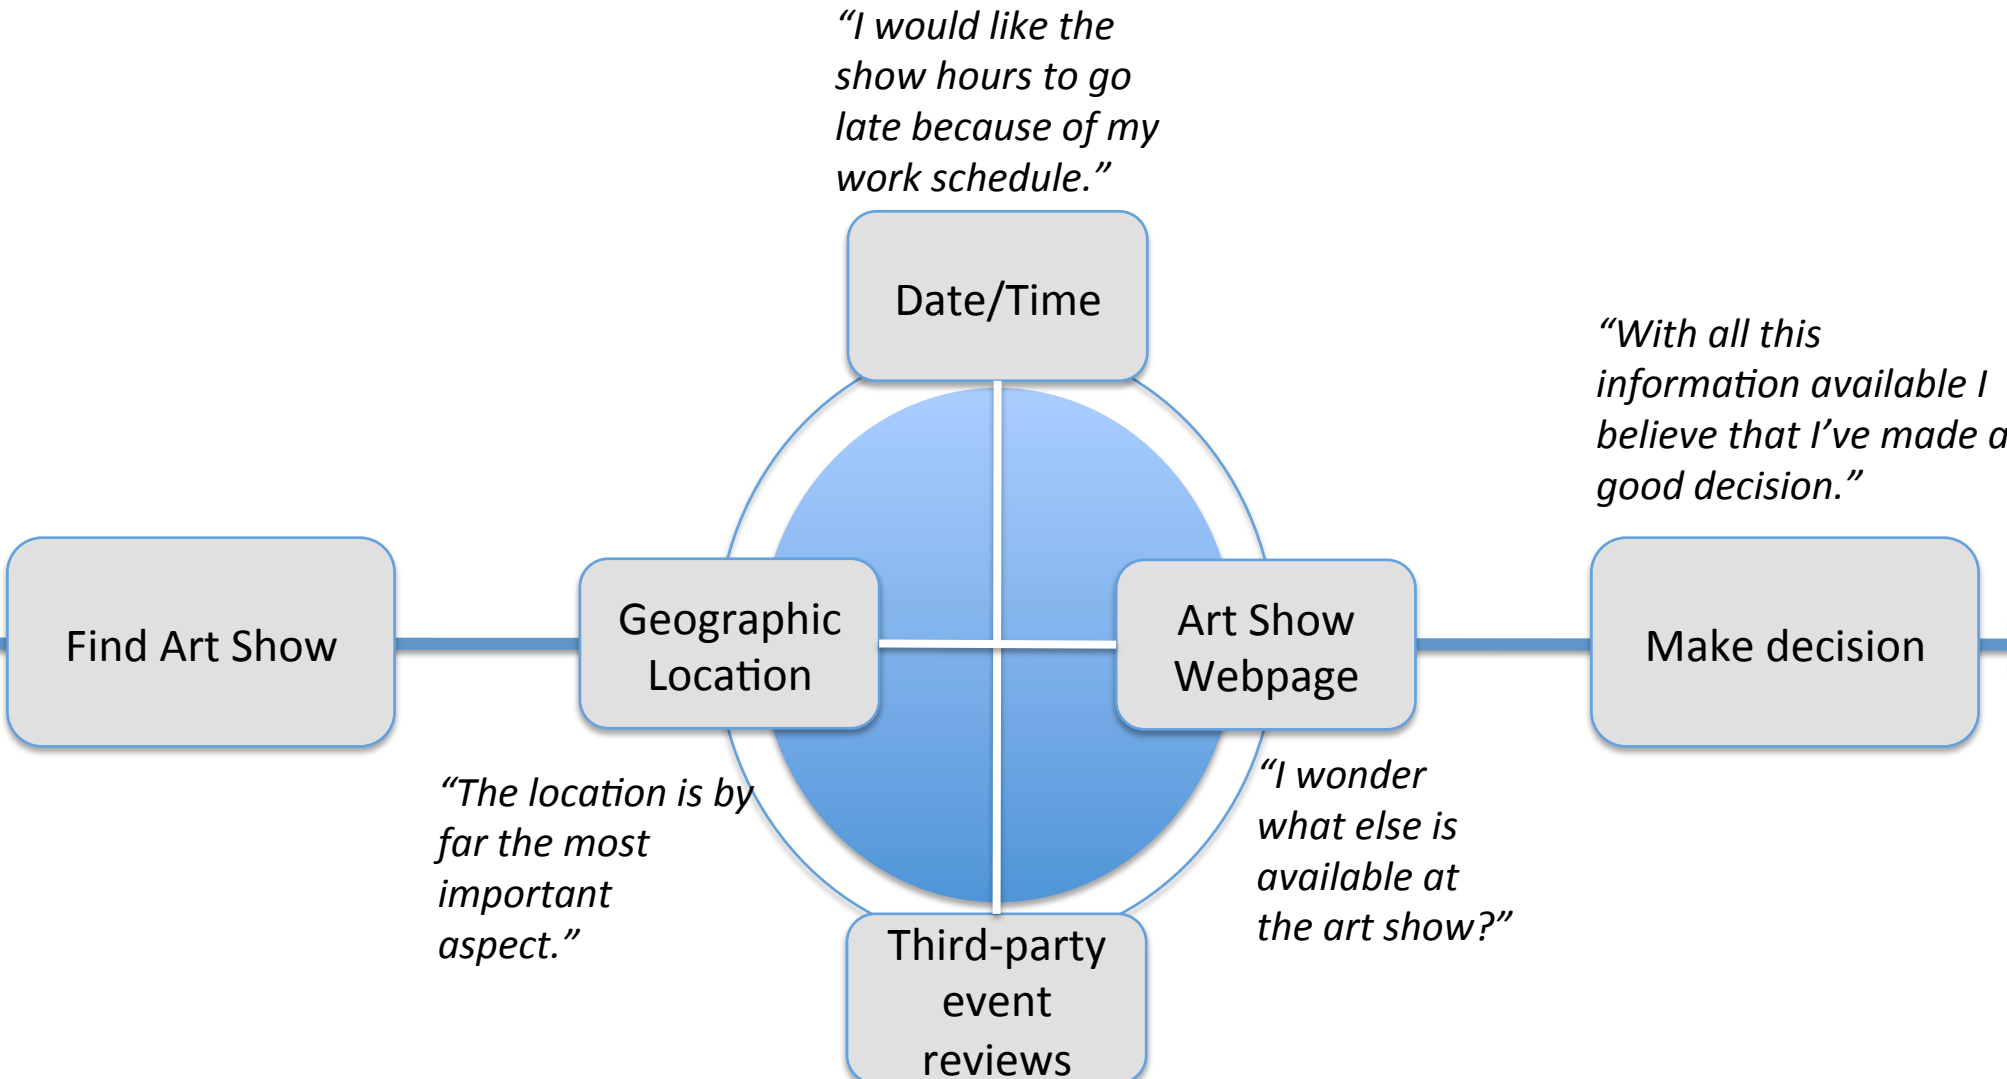 “I would like the
show hours to go
late because of my
work schedule.”
Date/Time
“With all this
information available I
believe that I’ve made a
good decision.”
Find Art Show
Geographic
Location
Art Show
Webpage
Make decision
“The location is by
far the most
important
aspect.”
“I wonder
what else is
available at
the art show?”
Third-party
event
reviews